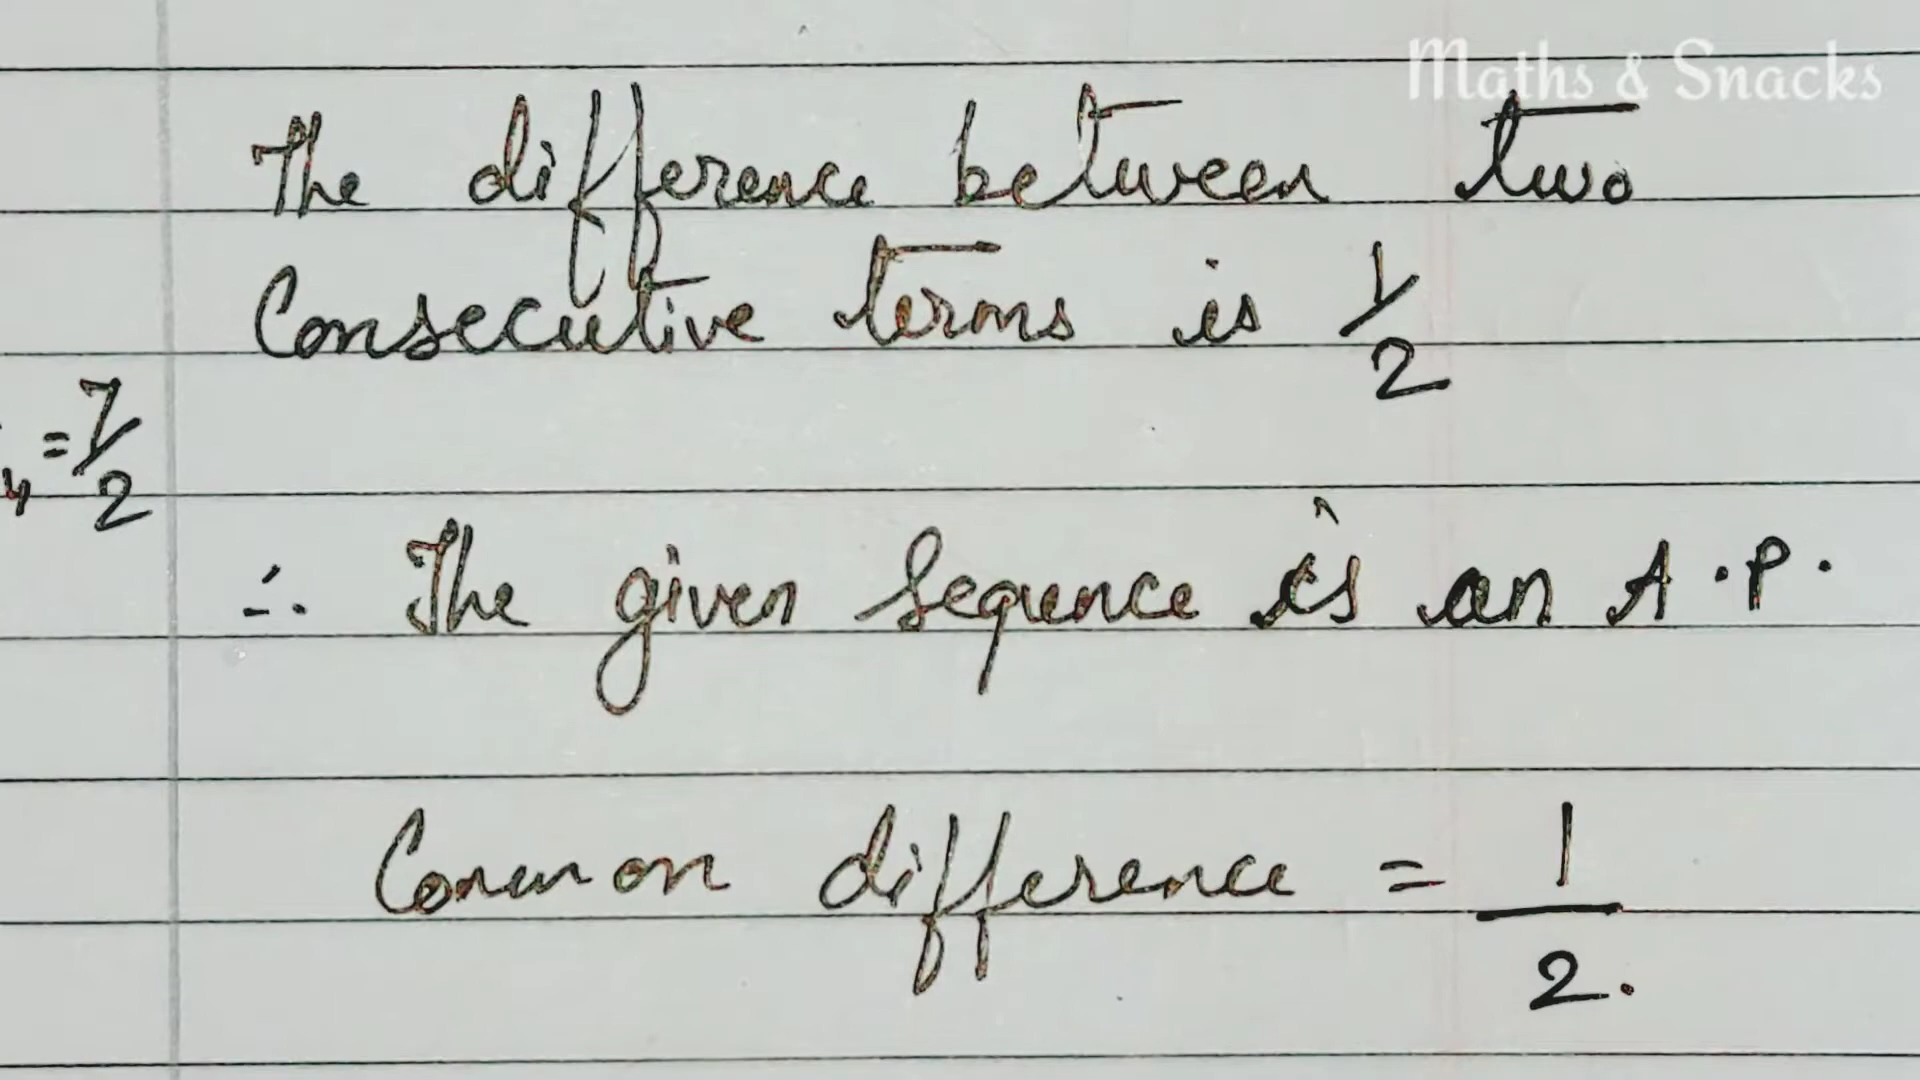 Maths & Snacks
The difference between two
Consecutive terms is 1/2
4 = 7/2
∴ The given sequence is an A.P.
Common difference = 1/2.